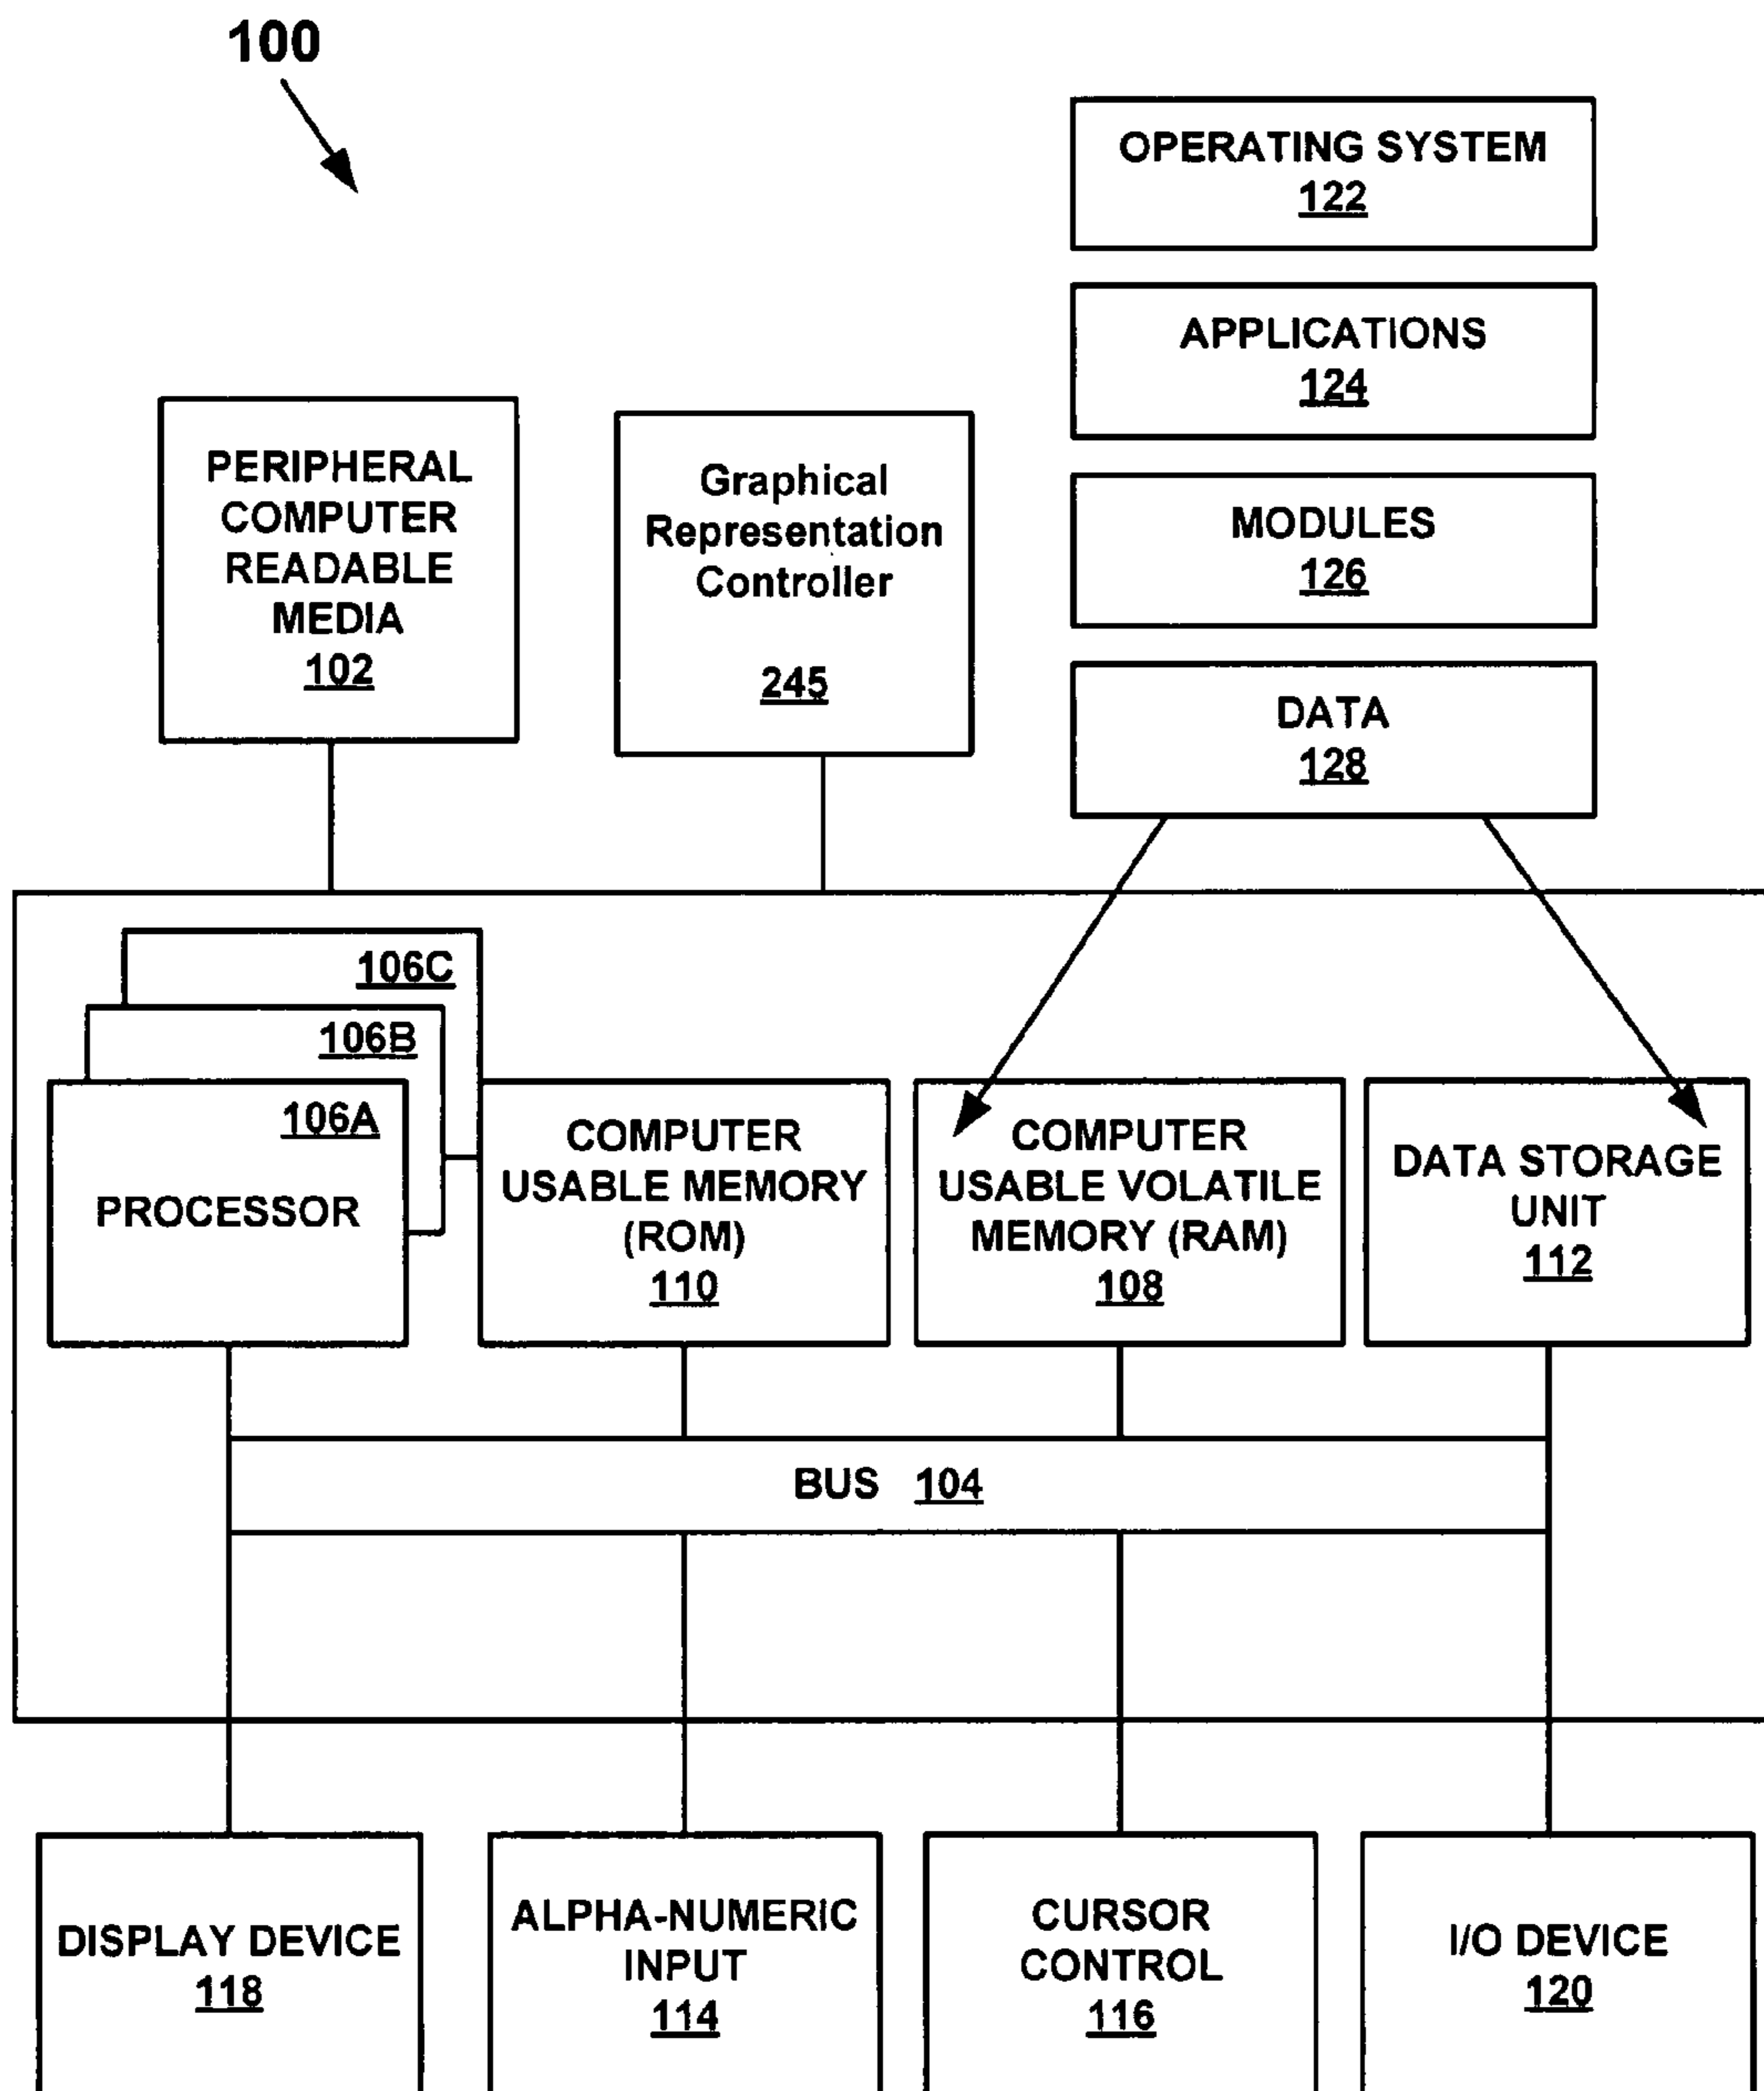 100
OPERATING SYSTEM
122
APPLICATIONS
124
PERIPHERAL
COMPUTER
READABLE
MEDIA
102
Graphical
Representation
Controller
245
MODULES
126
DATA
128
106C
106B
106A
PROCESSOR
COMPUTER
USABLE MEMORY
(ROM)
110
COMPUTER
USABLE VOLATILE
MEMORY (RAM)
108
DATA STORAGE
UNIT
112
BUS 104
DISPLAY DEVICE
118
ALPHA-NUMERIC
INPUT
114
CURSOR
CONTROL
116
I/O DEVICE
120